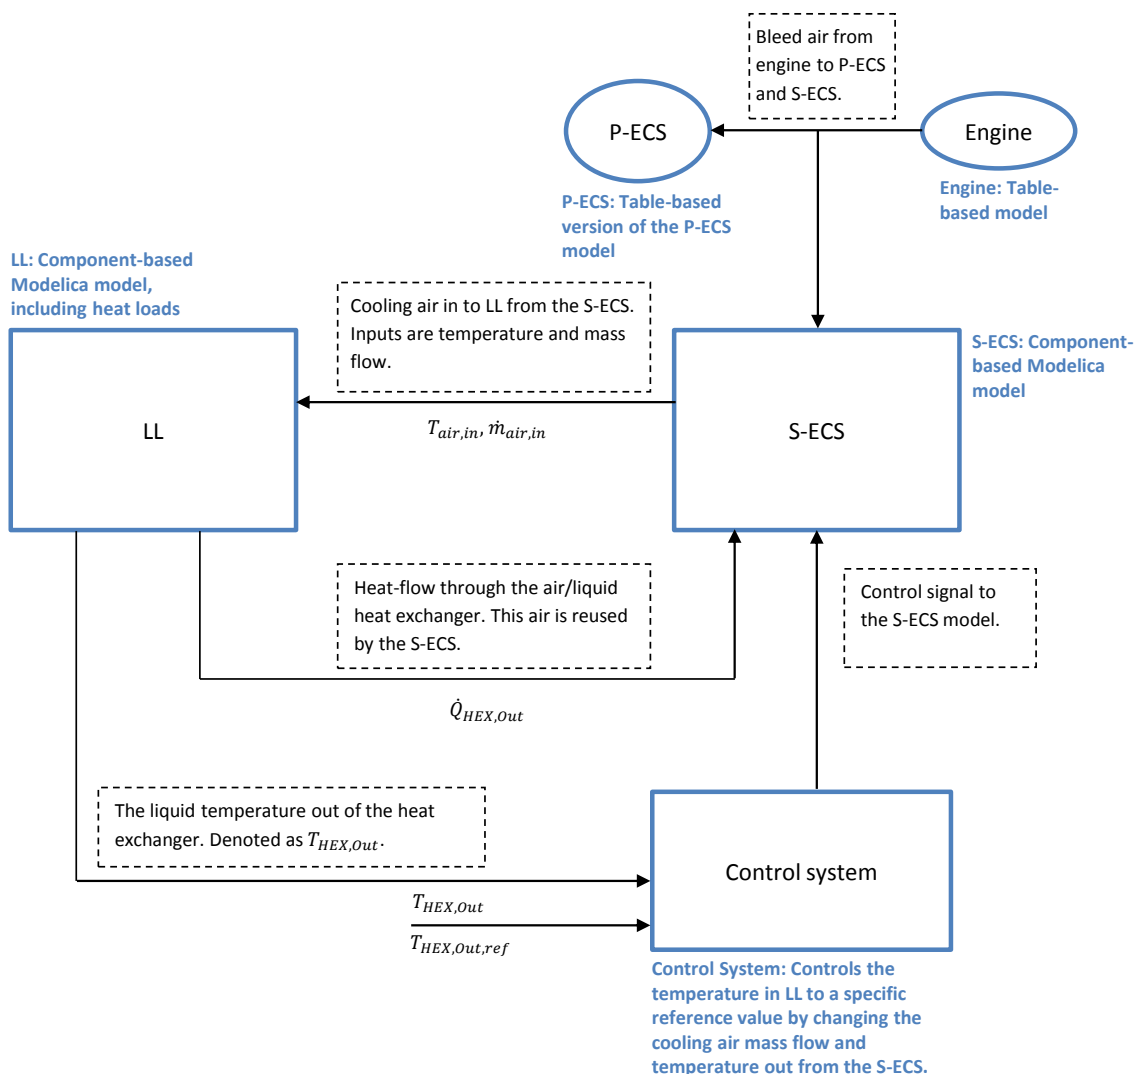 Bleed air from
engine to P-ECS
and S-ECS.
P-ECS
Engine
P-ECS: Table-based
version of the P-ECS
model
Engine: Table-
based model
LL: Component-based
Modelica model,
including heat loads
Cooling air in to LL from the S-ECS.
Inputs are temperature and mass
flow.
S-ECS: Component-
based Modelica
model
LL
T_{air,in}, ṁ_{air,in}
S-ECS
Heat-flow through the air/liquid
heat exchanger. This air is reused
by the S-ECS.
Control signal to
the S-ECS model.
Q̇_{HEX,Out}
The liquid temperature out of the heat
exchanger. Denoted as T_{HEX,Out}.
Control system
T_{HEX,Out}
T_{HEX,Out,ref}
Control System: Controls the
temperature in LL to a specific
reference value by changing the
cooling air mass flow and
temperature out from the S-ECS.